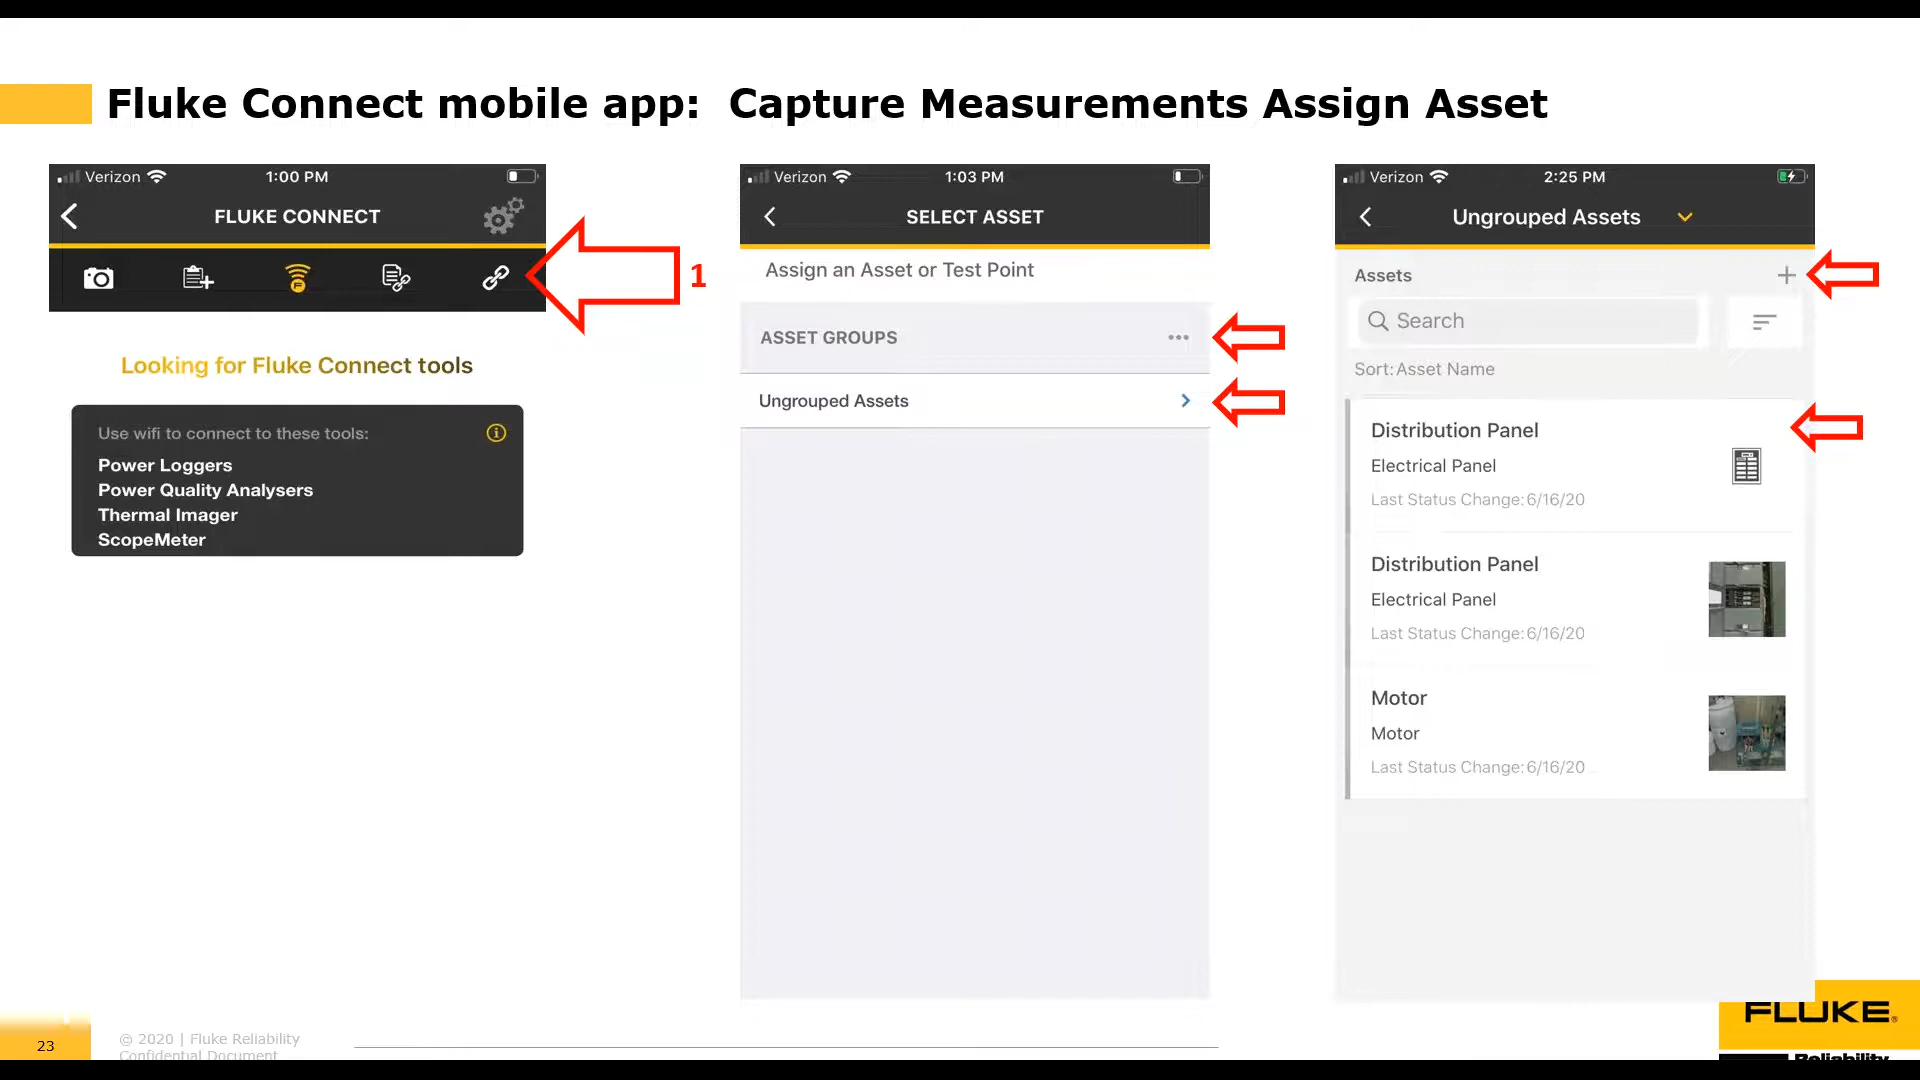 Fluke Connect mobile app:  Capture Measurements Assign Asset
Verizon
1:00 PM
FLUKE CONNECT
1
Looking for Fluke Connect tools
Use wifi to connect to these tools:
Power Loggers
Power Quality Analysers
Thermal Imager
ScopeMeter
Verizon
1:03 PM
SELECT ASSET
Assign an Asset or Test Point
ASSET GROUPS
Ungrouped Assets
Verizon
2:25 PM
Ungrouped Assets
Assets
Search
Sort: Asset Name
Distribution Panel
Electrical Panel
Last Status Change: 6/16/20
Distribution Panel
Electrical Panel
Last Status Change: 6/16/20
Motor
Motor
Last Status Change: 6/16/20
23
© 2020 | Fluke Reliability
Confidential Document
FLUKE®
Reliability